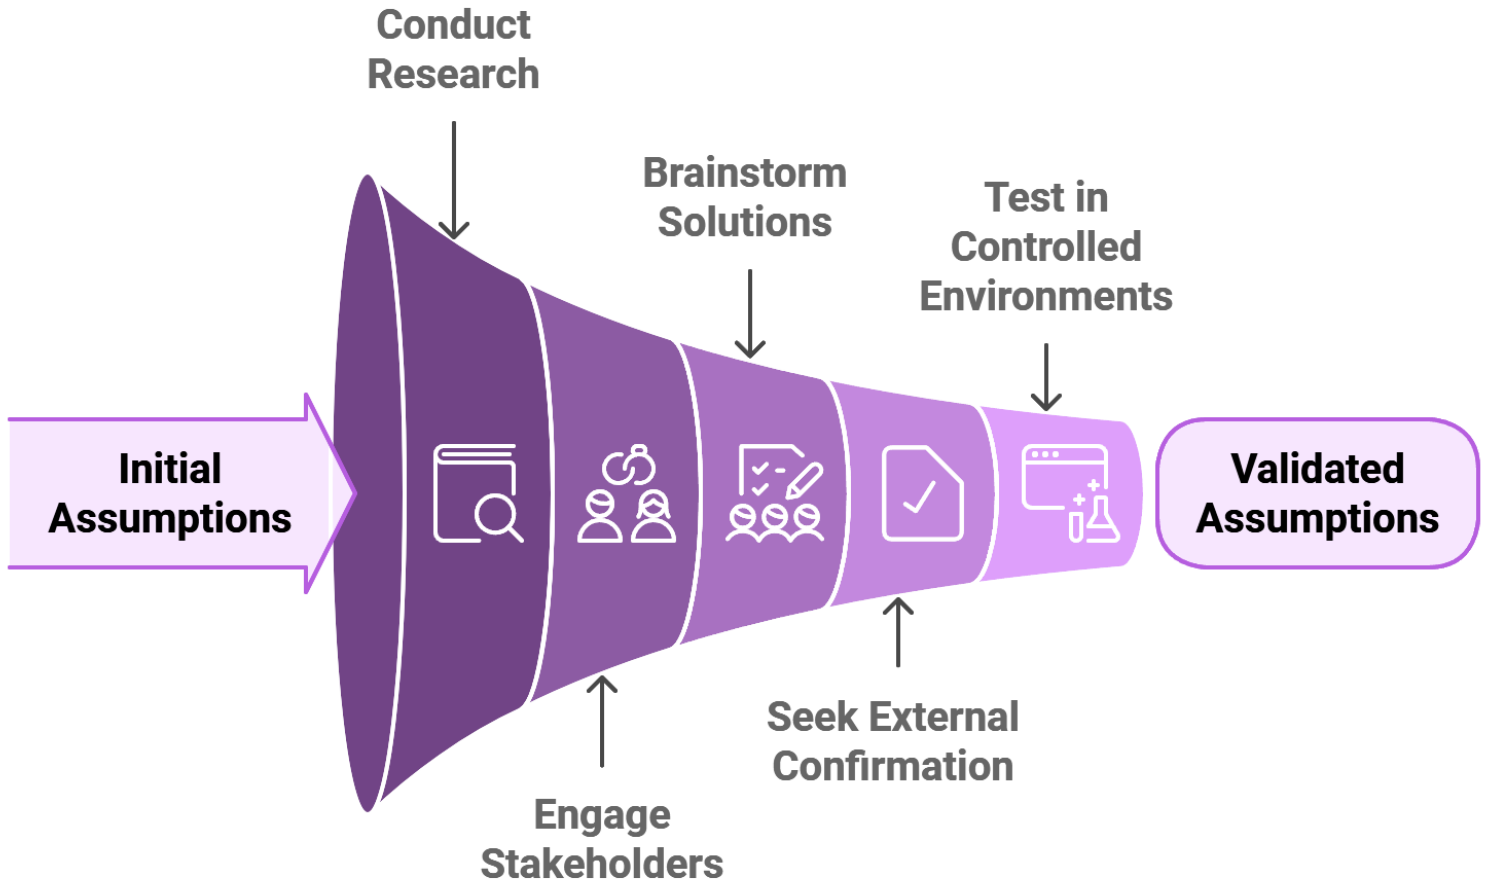 Conduct
Research
Brainstorm
Solutions
Test in
Controlled
Environments
Initial
Assumptions
Validated
Assumptions
Seek External
Confirmation
Engage
Stakeholders